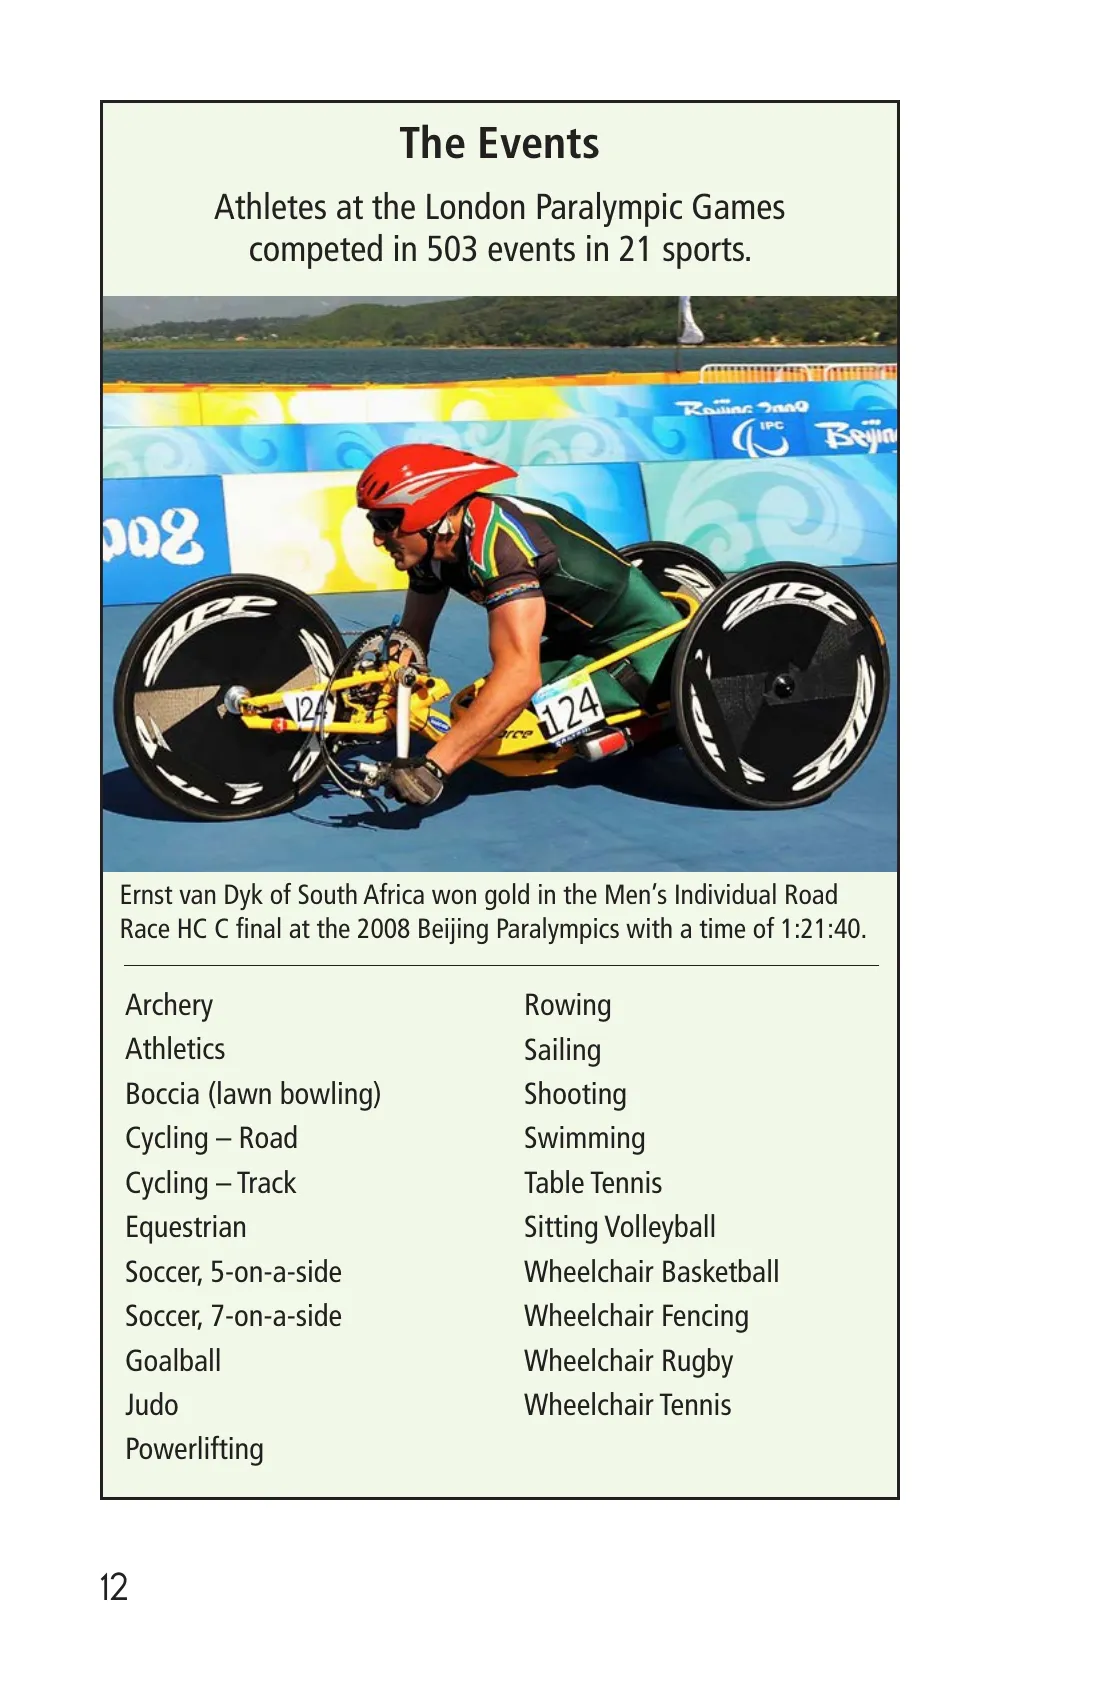 The Events
Athletes at the London Paralympic Games
competed in 503 events in 21 sports.
Beijing 2008
IPC
Beijing
2008
ZIPP
ZIPP
124
124
Ernst van Dyk of South Africa won gold in the Men’s Individual Road
Race HC C final at the 2008 Beijing Paralympics with a time of 1:21:40.
Archery
Athletics
Boccia (lawn bowling)
Cycling – Road
Cycling – Track
Equestrian
Soccer, 5-on-a-side
Soccer, 7-on-a-side
Goalball
Judo
Powerlifting
Rowing
Sailing
Shooting
Swimming
Table Tennis
Sitting Volleyball
Wheelchair Basketball
Wheelchair Fencing
Wheelchair Rugby
Wheelchair Tennis
12